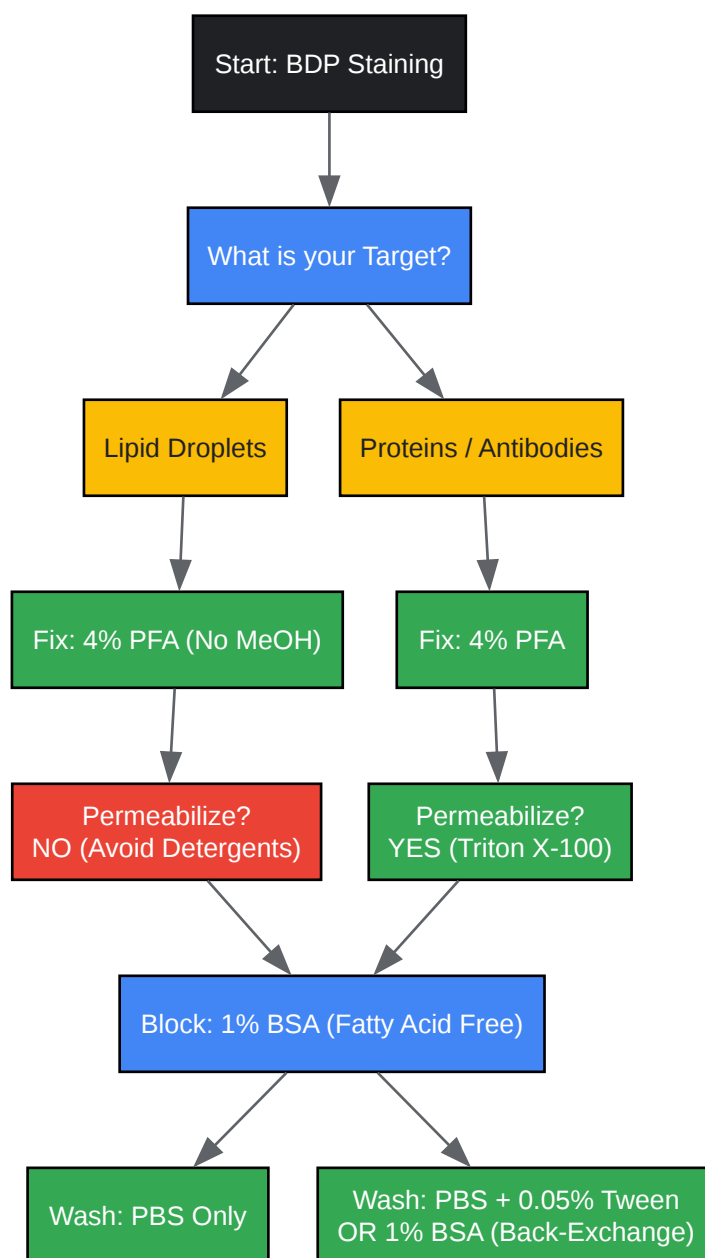 Start: BDP Staining
What is your Target?
Lipid Droplets
Proteins / Antibodies
Fix: 4% PFA (No MeOH)
Fix: 4% PFA
Permeabilize?
NO (Avoid Detergents)
Permeabilize?
YES (Triton X-100)
Block: 1% BSA (Fatty Acid Free)
Wash: PBS Only
Wash: PBS + 0.05% Tween
OR 1% BSA (Back-Exchange)